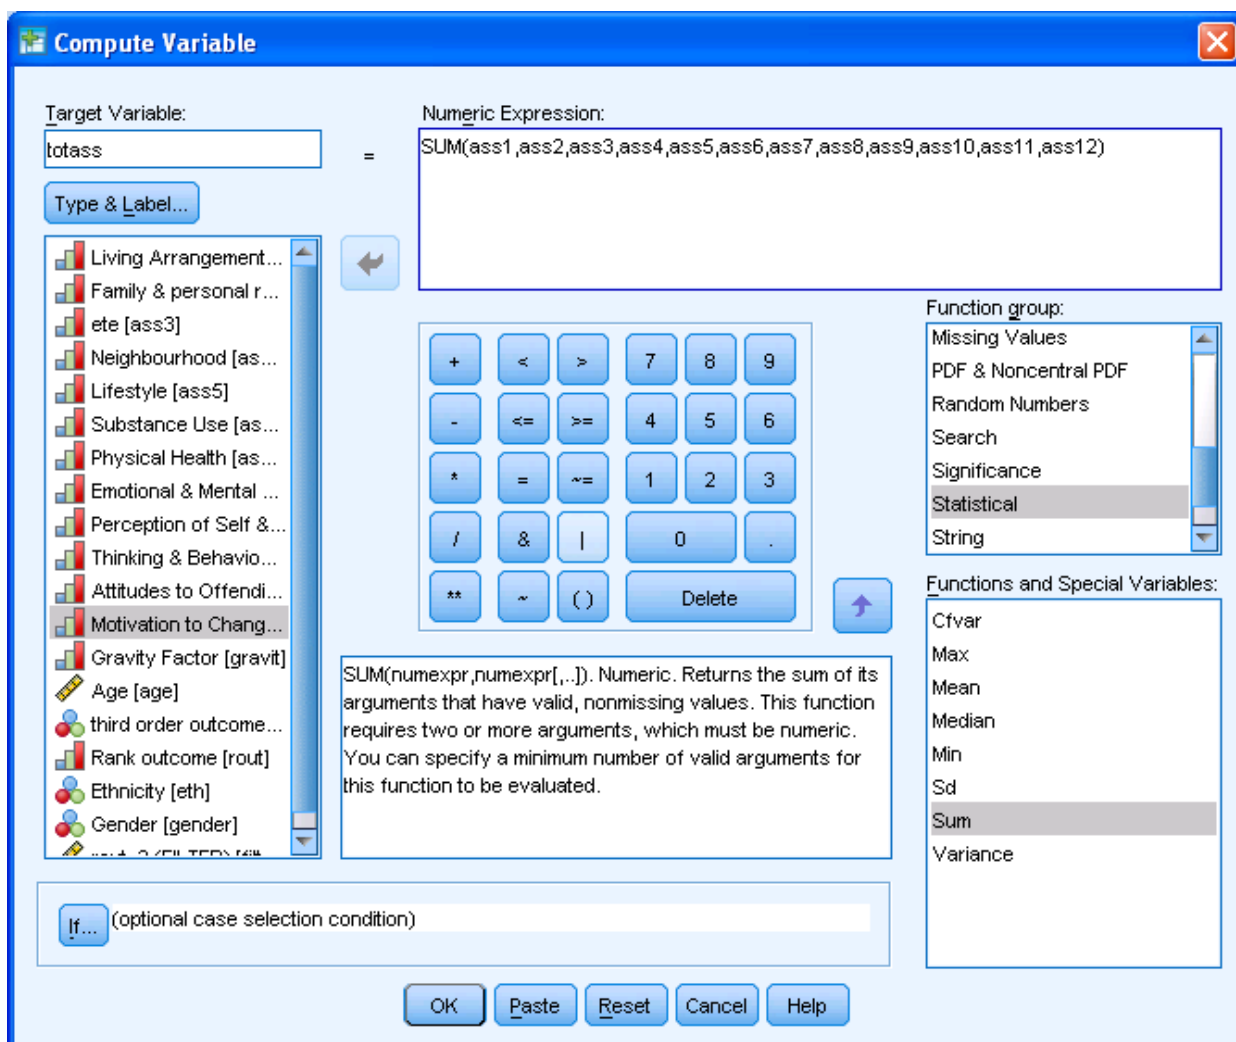 Compute Variable
Target Variable:
totass
=
Numeric Expression:
SUM(ass1,ass2,ass3,ass4,ass5,ass6,ass7,ass8,ass9,ass10,ass11,ass12)
Type & Label...
Living Arrangement...
Family & personal r...
ete [ass3]
Neighbourhood [as...
Lifestyle [ass5]
Substance Use [as...
Physical Health [as...
Emotional & Mental ...
Perception of Self &...
Thinking & Behavio...
Attitudes to Offendi...
Motivation to Chang...
Gravity Factor [gravit]
Age [age]
third order outcome...
Rank outcome [rout]
Ethnicity [eth]
Gender [gender]
+ < > 7 8 9
- <= >= 4 5 6
* = ~= 1 2 3
/ & | 0 .
** ~ ( ) Delete
Function group:
Missing Values
PDF & Noncentral PDF
Random Numbers
Search
Significance
Statistical
String
Functions and Special Variables:
Cfvar
Max
Mean
Median
Min
Sd
Sum
Variance
SUM(numexpr,numexpr[,..]). Numeric. Returns the sum of its
arguments that have valid, nonmissing values. This function
requires two or more arguments, which must be numeric.
You can specify a minimum number of valid arguments for
this function to be evaluated.
If... (optional case selection condition)
OK Paste Reset Cancel Help